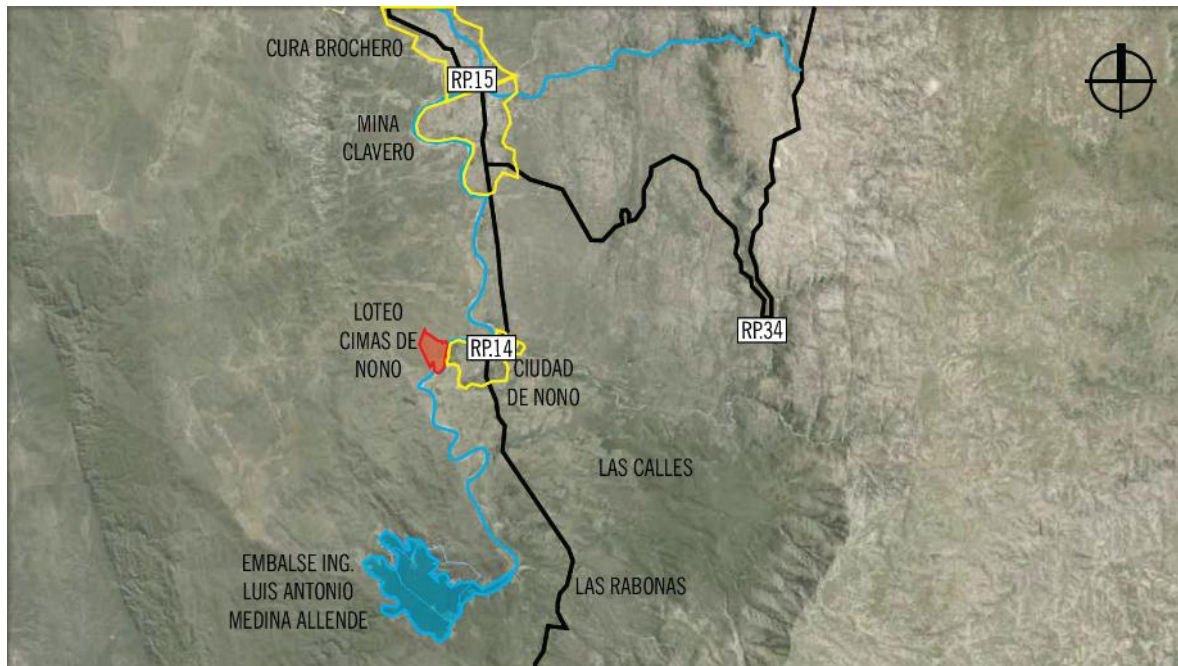 CURA BROCHERO
RP.15
MINA
CLAVERO
LOTEO
CIMAS DE
NONO
RP.14
CIUDAD
DE NONO
RP.34
LAS CALLES
EMBALSE ING.
LUIS ANTONIO
MEDINA ALLENDE
LAS RABONAS